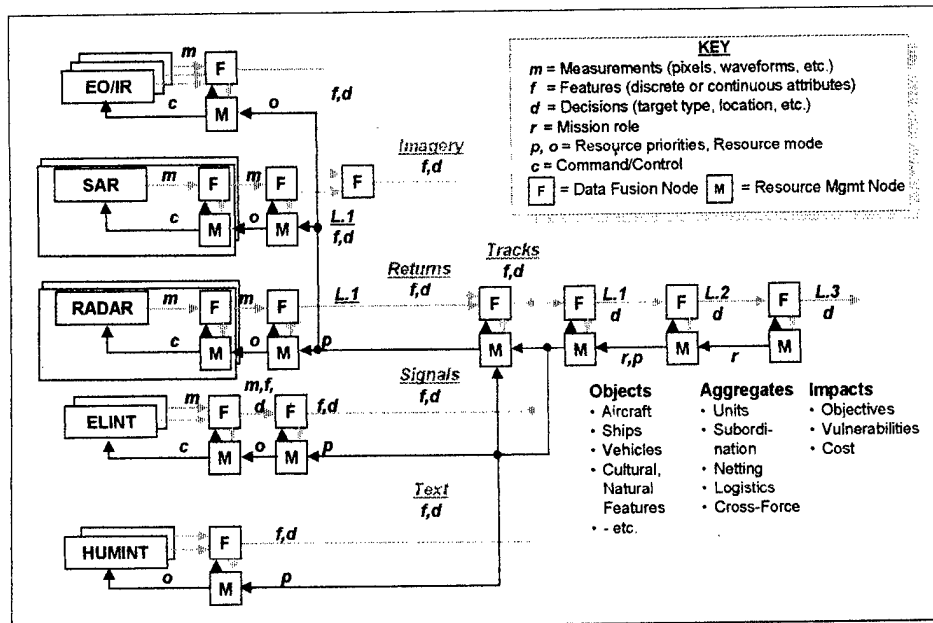 KEY
m = Measurements (pixels, waveforms, etc.)
f = Features (discrete or continuous attributes)
d = Decisions (target type, location, etc.)
r = Mission role
p, o = Resource priorities, Resource mode
c = Command/Control
F = Data Fusion Node M = Resource Mgmt Node
m
F
EO/IR
f,d
c
M
o
Imagery
f,d
SAR
m
F
m
F
F
c
M
o
M
L.1
f,d
Returns
f,d
Tracks
f,d
RADAR
m
F
m
F
L.1
F
F
L.1
d
F
L.2
d
F
L.3
d
c
M
o
M
p
M
M
r,p
M
r
M
Signals
f,d
m
F
m,f,
d
F
f,d
ELINT
c
M
o
M
p
Objects
· Aircraft
· Ships
· Vehicles
· Cultural,
Natural
Features
· - etc.
Aggregates
· Units
· Subordi-
nation
· Netting
· Logistics
· Cross-Force
Impacts
· Objectives
· Vulnerabilities
· Cost
Text
f,d
F
f,d
HUMINT
o
M
p